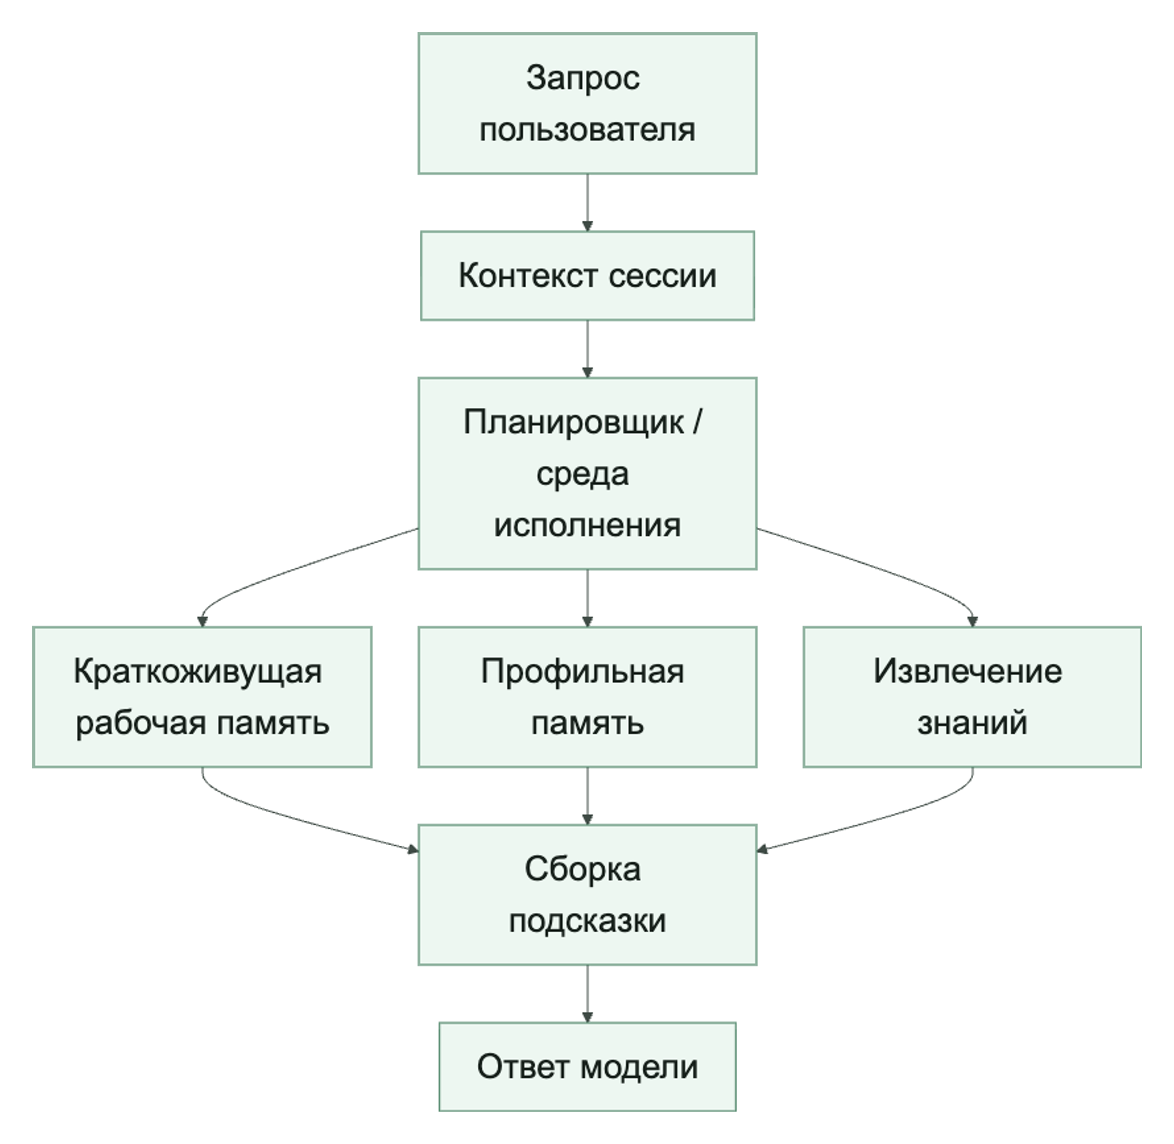 Запрос
пользователя
Контекст сессии
Планировщик /
среда
исполнения
Краткоживущая
рабочая память
Профильная
память
Извлечение
знаний
Сборка
подсказки
Ответ модели